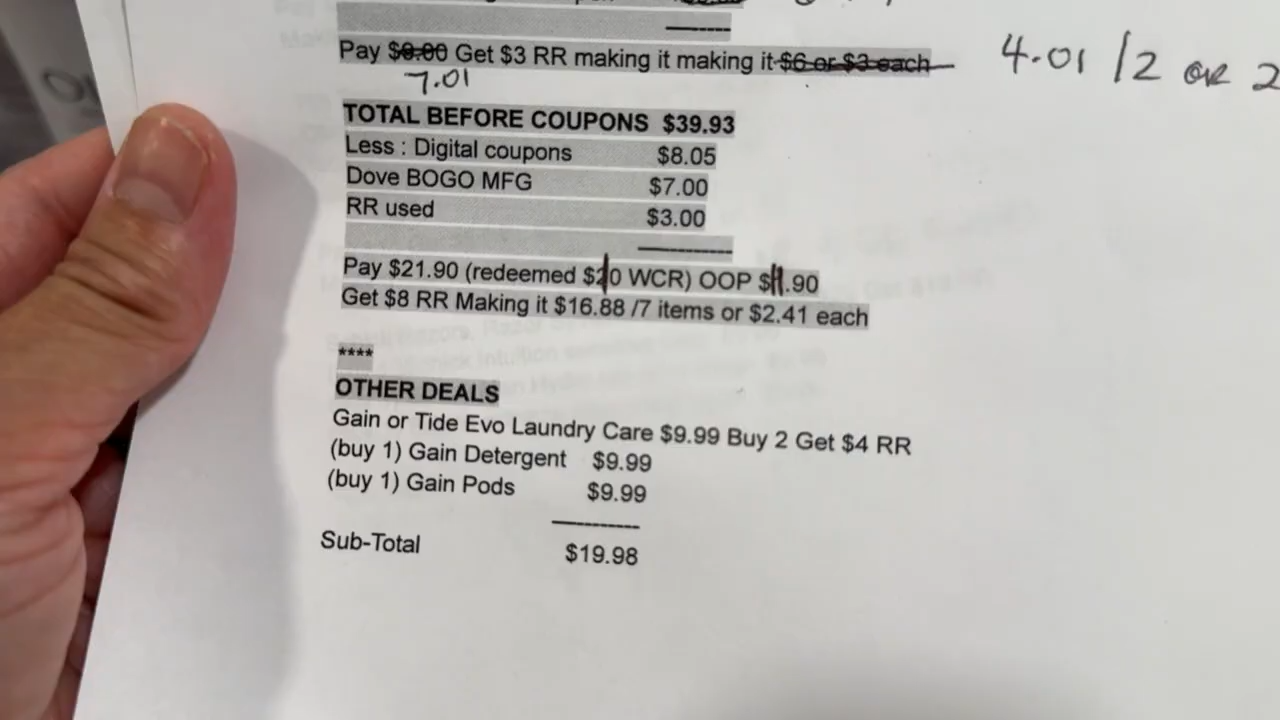 Pay $9.00 Get $3 RR making it making it $6 or $3 each 4.01 /2 or 2
7.01
TOTAL BEFORE COUPONS $39.93
Less : Digital coupons $8.05
Dove BOGO MFG $7.00
RR used $3.00
Pay $21.90 (redeemed $10 WCR) OOP $11.90
Get $8 RR Making it $16.88 /7 items or $2.41 each
****
OTHER DEALS
Gain or Tide Evo Laundry Care $9.99 Buy 2 Get $4 RR
(buy 1) Gain Detergent $9.99
(buy 1) Gain Pods $9.99
Sub-Total $19.98